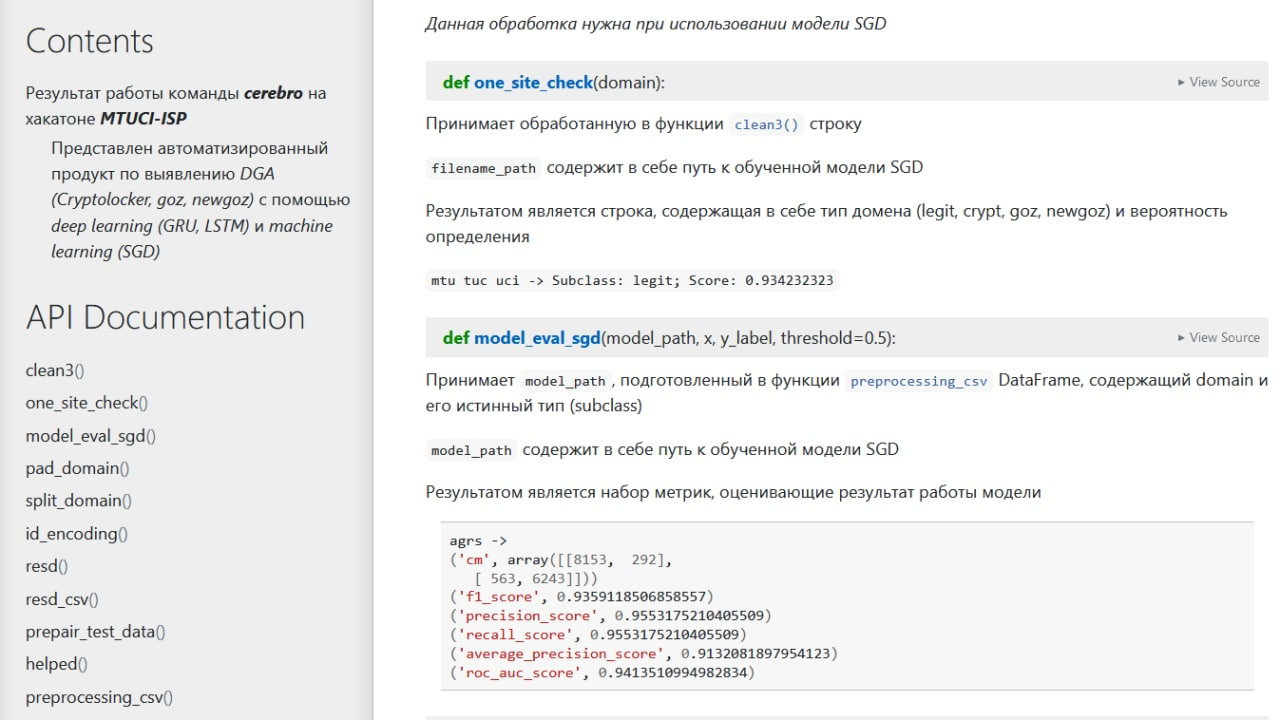 Contents
Результат работы команды cerebro на
хакатоне MTUCI-ISP
Представлен автоматизированный
продукт по выявлению DGA
(Cryptolocker, goz, newgoz) с помощью
deep learning (GRU, LSTM) и machine
learning (SGD)
API Documentation
clean3()
one_site_check()
model_eval_sgd()
pad_domain()
split_domain()
id_encoding()
resd()
resd_csv()
prepair_test_data()
helped()
preprocessing_csv()
Данная обработка нужна при использовании модели SGD
def one_site_check(domain):
▸ View Source
Принимает обработанную в функции clean3() строку
filename_path содержит в себе путь к обученной модели SGD
Результатом является строка, содержащая в себе тип домена (legit, crypt, goz, newgoz) и вероятность
определения
mtu tuc uci -> Subclass: legit; Score: 0.934232323
def model_eval_sgd(model_path, x, y_label, threshold=0.5):
▸ View Source
Принимает model_path , подготовленный в функции preprocessing_csv DataFrame, содержащий domain и
его истинный тип (subclass)
model_path содержит в себе путь к обученной модели SGD
Результатом является набор метрик, оценивающие результат работы модели
agrs ->
('cm', array([[8153,  292],
   [ 563, 6243]]))
('f1_score', 0.9359118506858557)
('precision_score', 0.9553175210405509)
('recall_score', 0.9553175210405509)
('average_precision_score', 0.9132081897954123)
('roc_auc_score', 0.9413510994982834)